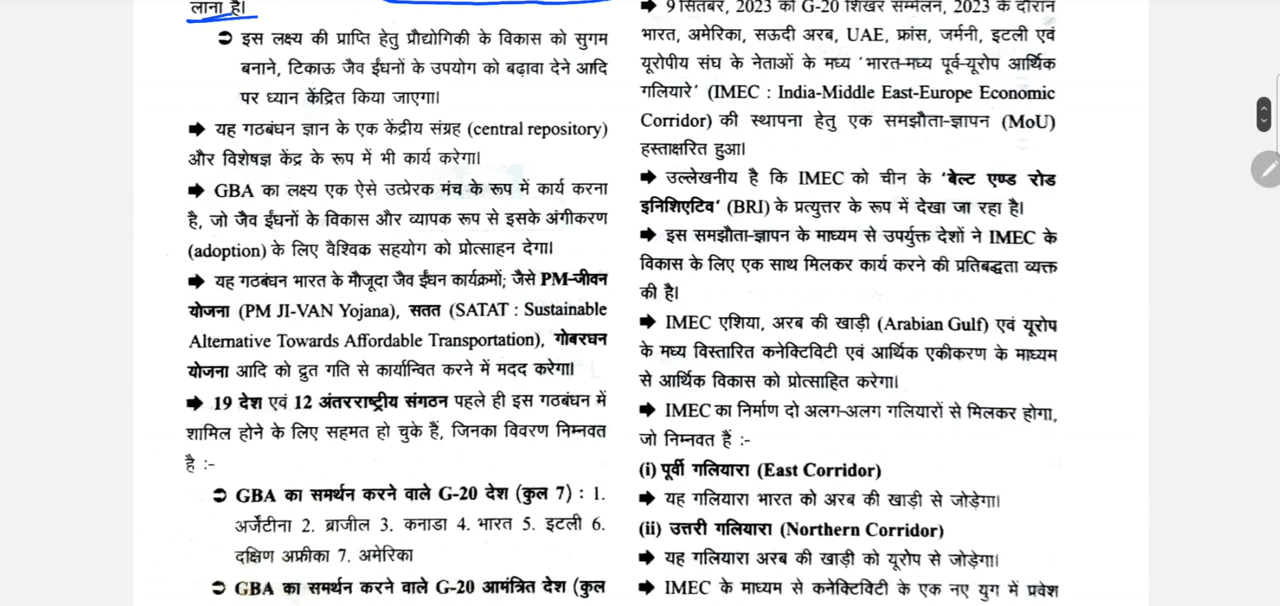 लाना है।
➲ इस लक्ष्य की प्राप्ति हेतु प्रौद्योगिकी के विकास को सुगम
बनाने, टिकाऊ जैव ईंधनों के उपयोग को बढ़ावा देने आदि
पर ध्यान केंद्रित किया जाएगा।
➡ यह गठबंधन ज्ञान के एक केंद्रीय संग्रह (central repository)
और विशेषज्ञ केंद्र के रूप में भी कार्य करेगा।
➡ GBA का लक्ष्य एक ऐसे उत्प्रेरक मंच के रूप में कार्य करना
है, जो जैव ईंधनों के विकास और व्यापक रूप से इसके अंगीकरण
(adoption) के लिए वैश्विक सहयोग को प्रोत्साहन देगा।
➡ यह गठबंधन भारत के मौजूदा जैव ईंधन कार्यक्रमों; जैसे PM-जीवन
योजना (PM JI-VAN Yojana), सतत (SATAT : Sustainable
Alternative Towards Affordable Transportation), गोबरधन
योजना आदि को द्रुत गति से कार्यान्वित करने में मदद करेगा।
➡ 19 देश एवं 12 अंतरराष्ट्रीय संगठन पहले ही इस गठबंधन में
शामिल होने के लिए सहमत हो चुके हैं, जिनका विवरण निम्नवत
है :-
➲ GBA का समर्थन करने वाले G-20 देश (कुल 7) : 1.
अर्जेंटीना 2. ब्राजील 3. कनाडा 4. भारत 5. इटली 6.
दक्षिण अफ्रीका 7. अमेरिका
➲ GBA का समर्थन करने वाले G-20 आमंत्रित देश (कुल
➡ 9 सितंबर, 2023 को G-20 शिखर सम्मेलन, 2023 के दौरान
भारत, अमेरिका, सऊदी अरब, UAE, फ्रांस, जर्मनी, इटली एवं
यूरोपीय संघ के नेताओं के मध्य 'भारत-मध्य पूर्व-यूरोप आर्थिक
गलियारे' (IMEC : India-Middle East-Europe Economic
Corridor) की स्थापना हेतु एक समझौता-ज्ञापन (MoU)
हस्ताक्षरित हुआ।
➡ उल्लेखनीय है कि IMEC को चीन के 'बेल्ट एण्ड रोड
इनिशिएटिव' (BRI) के प्रत्युत्तर के रूप में देखा जा रहा है।
➡ इस समझौता-ज्ञापन के माध्यम से उपर्युक्त देशों ने IMEC के
विकास के लिए एक साथ मिलकर कार्य करने की प्रतिबद्धता व्यक्त
की है।
➡ IMEC एशिया, अरब की खाड़ी (Arabian Gulf) एवं यूरोप
के मध्य विस्तारित कनेक्टिविटी एवं आर्थिक एकीकरण के माध्यम
से आर्थिक विकास को प्रोत्साहित करेगा।
➡ IMEC का निर्माण दो अलग-अलग गलियारों से मिलकर होगा,
जो निम्नवत हैं :-
(i) पूर्वी गलियारा (East Corridor)
➡ यह गलियारा भारत को अरब की खाड़ी से जोड़ेगा।
(ii) उत्तरी गलियारा (Northern Corridor)
➡ यह गलियारा अरब की खाड़ी को यूरोप से जोड़ेगा।
➡ IMEC के माध्यम से कनेक्टिविटी के एक नए युग में प्रवेश